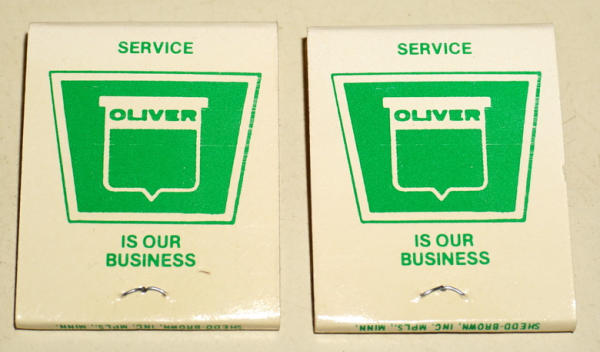 SERVICE
OLIVER
IS OUR
BUSINESS
SHEDD-BROWN, INC. MPLS., MINN.
SERVICE
OLIVER
IS OUR
BUSINESS
SHEDD-BROWN, INC. MPLS., MINN.